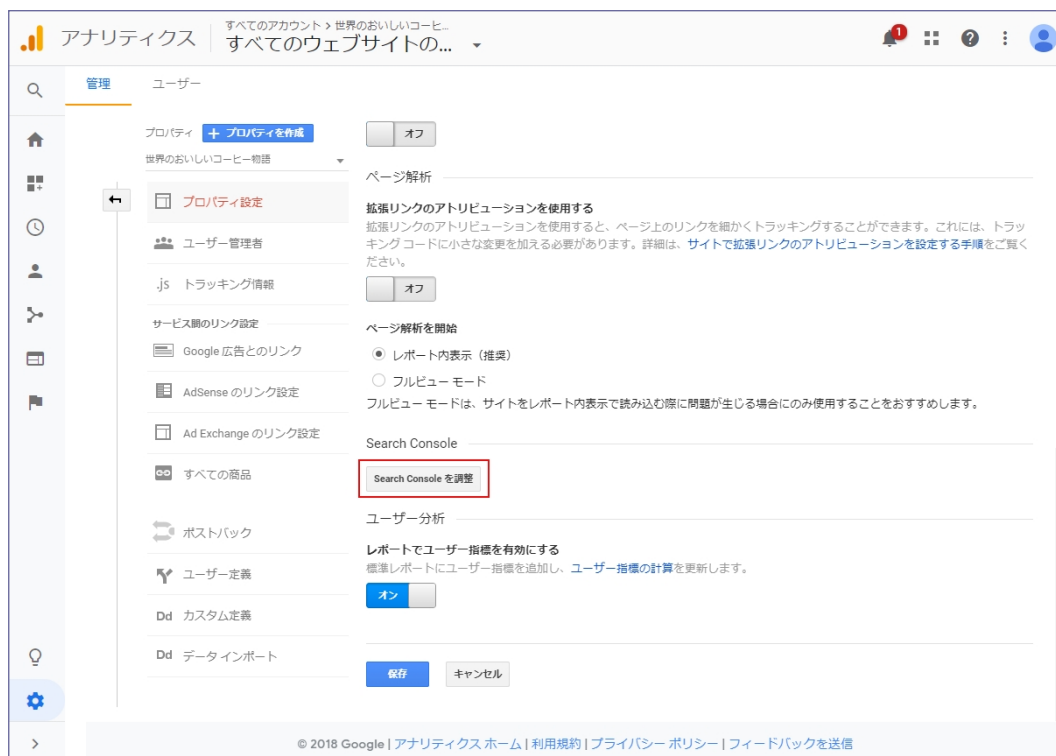 アナリティクス
すべてのアカウント > 世界のおいしいコーヒーヒ...
すべてのウェブサイトの...
1
管理
ユーザー
プロパティ
+ プロパティを作成
世界のおいしいコーヒー物語
プロパティ設定
ユーザー管理者
.js トラッキング情報
サービス間のリンク設定
Google 広告とのリンク
AdSense のリンク設定
Ad Exchange のリンク設定
すべての商品
ポストバック
ユーザー定義
Dd カスタム定義
Dd データ インポート
オフ
ページ解析
拡張リンクのアトリビューションを使用する
拡張リンクのアトリビューションを使用すると、ページ上のリンクを細かくトラッキングすることができます。これには、トラッ
キング コードに小さな変更を加える必要があります。詳細は、サイトで拡張リンクのアトリビューションを設定する手順をご覧く
ださい。
オフ
ページ解析を開始
レポート内表示（推奨）
フルビュー モード
フルビュー モードは、サイトをレポート内表示で読み込む際に問題が生じる場合にのみ使用することをおすすめします。
Search Console
Search Console を調整
ユーザー分析
レポートでユーザー指標を有効にする
標準レポートにユーザー指標を追加し、ユーザー指標の計算を更新します。
オン
保存
キャンセル
© 2018 Google | アナリティクス ホーム | 利用規約 | プライバシー ポリシー | フィードバックを送信